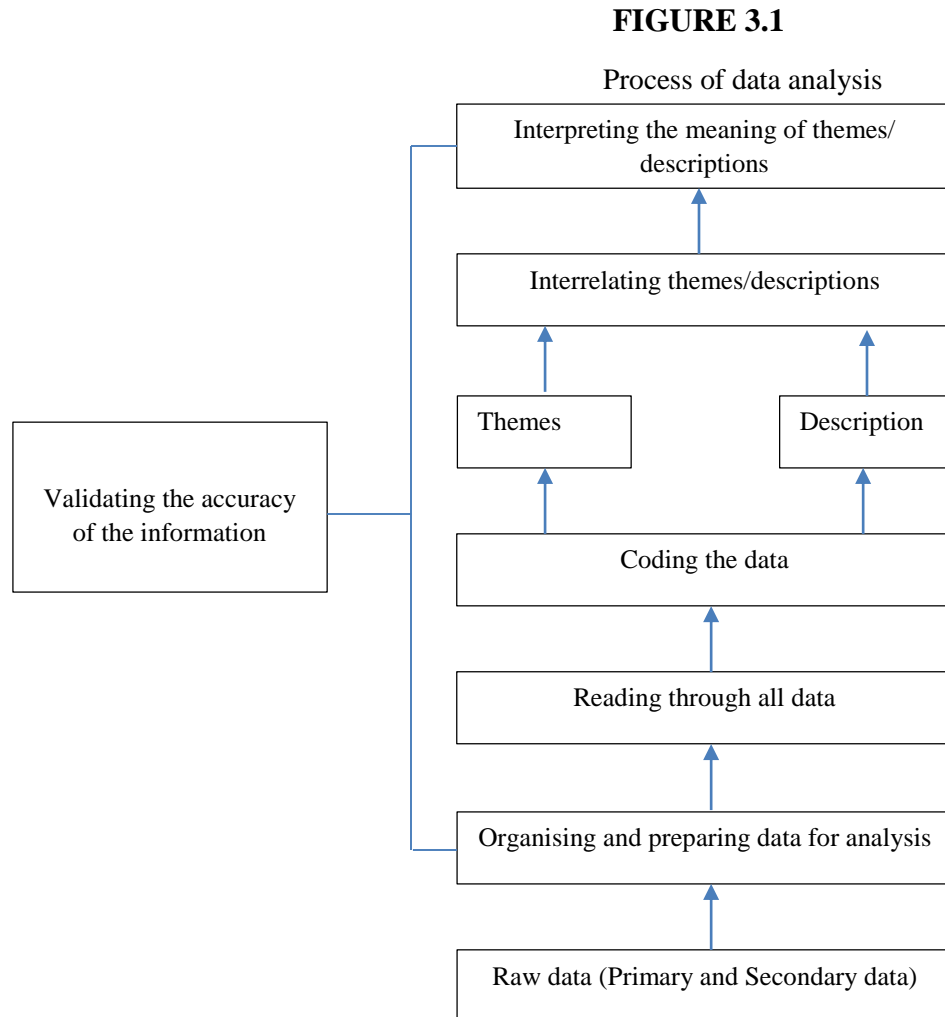 FIGURE 3.1
Process of data analysis
Interpreting the meaning of themes/
descriptions
Interrelating themes/descriptions
Themes
Description
Validating the accuracy
of the information
Coding the data
Reading through all data
Organising and preparing data for analysis
Raw data (Primary and Secondary data)